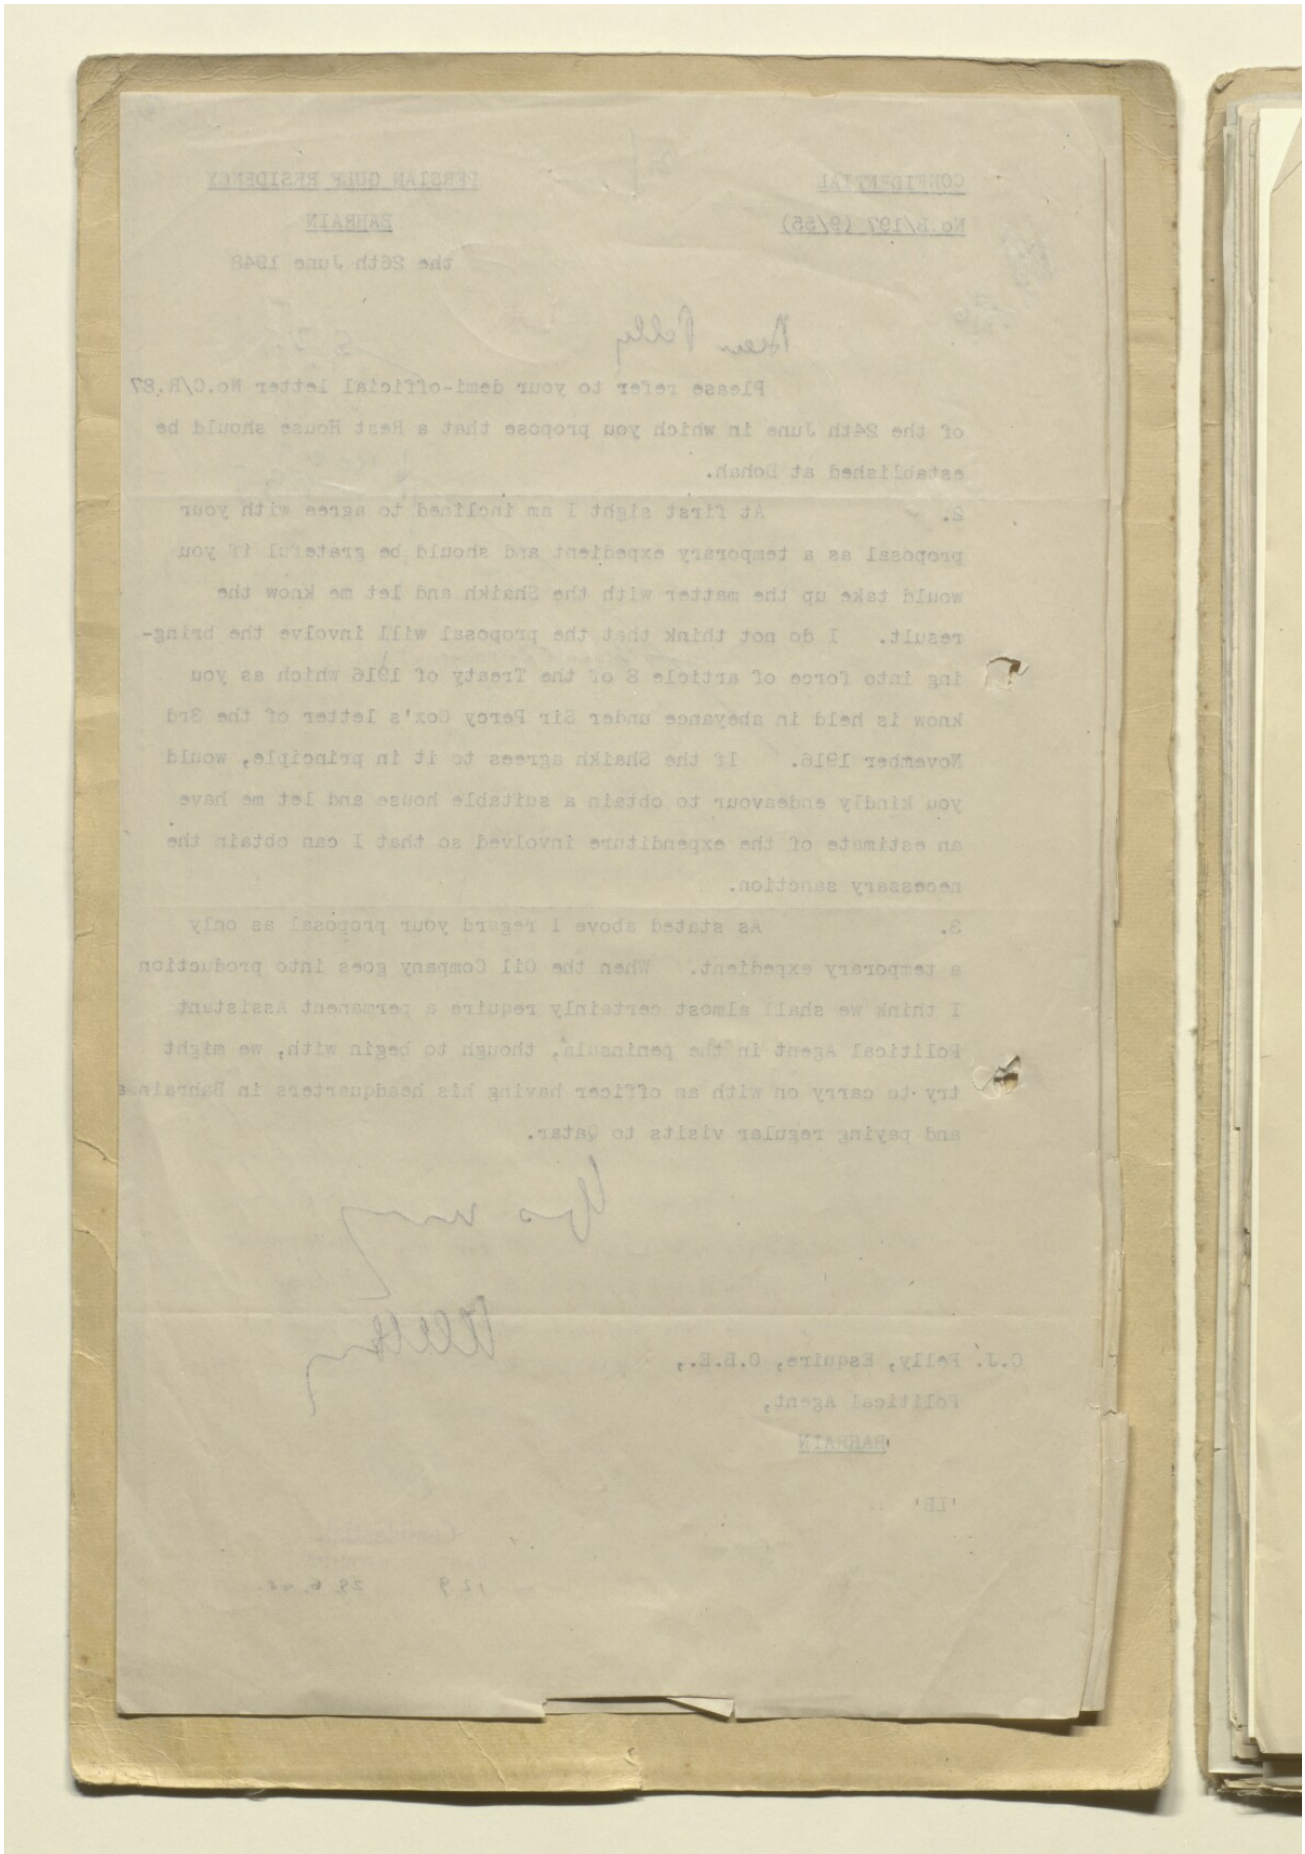 CONFIDENTIAL PERSIAN GULF RESIDENCY
No.B/197 (9/55) BAHRAIN
the 26th June 1948
Dear Pelly
Please refer to your demi-official letter No.C/R.87
of the 24th June in which you propose that a Rest House should be
established at Dohah.
2. At first sight I am inclined to agree with your
proposal as a temporary expedient and should be grateful if you
would take up the matter with the Shaikh and let me know the
result. I do not think that the proposal will involve the bring-
ing into force of article 8 of the Treaty of 1916 which as you
know is held in abeyance under Sir Percy Cox's letter of the 3rd
November 1916. If the Shaikh agrees to it in principle, would
you kindly endeavour to obtain a suitable house and let me have
an estimate of the expenditure involved so that I can obtain the
necessary sanction.
3. As stated above I regard your proposal as only
a temporary expedient. When the Oil Company goes into production
I think we shall almost certainly require a permanent Assistant
Political Agent in the peninsula, though to begin with, we might
try to carry on with an officer having his headquarters in Bahrain
and paying regular visits to Qatar.
C.J. Pelly, Esquire, O.B.E.,
Political Agent,
BAHRAIN
'LB'
Confidential
129 28.6.48